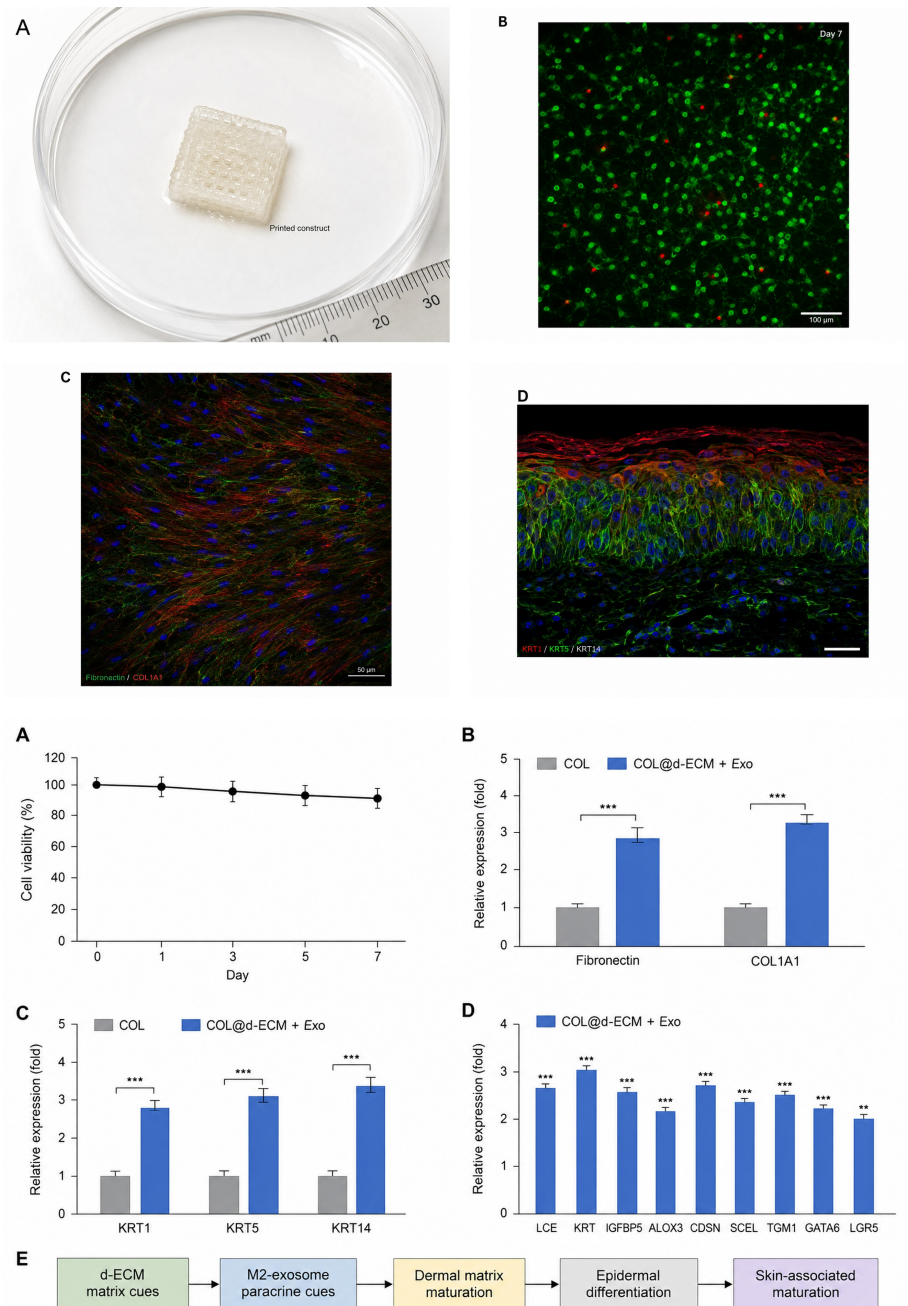 A
Printed construct
mm
10
20
30
B
Day 7
100 µm
C
Fibronectin / COL1A1
50 µm
D
KRT1 / KRT5 / KRT14
A
Cell viability (%)
120
100
80
60
40
20
0
0 1 3 5 7
Day
B
COL COL@d-ECM + Exo
Relative expression (fold)
5
4
3
2
1
0
***
***
Fibronectin COL1A1
C
COL COL@d-ECM + Exo
Relative expression (fold)
5
4
3
2
1
0
***
***
***
KRT1 KRT5 KRT14
D
COL@d-ECM + Exo
Relative expression (fold)
4
3
2
1
0
*** *** *** *** *** *** *** *** **
LCE KRT IGFBP5 ALOX3 CDSN SCEL TGM1 GATA6 LGR5
E
d-ECM
matrix cues
M2-exosome
paracrine cues
Dermal matrix
maturation
Epidermal
differentiation
Skin-associated
maturation